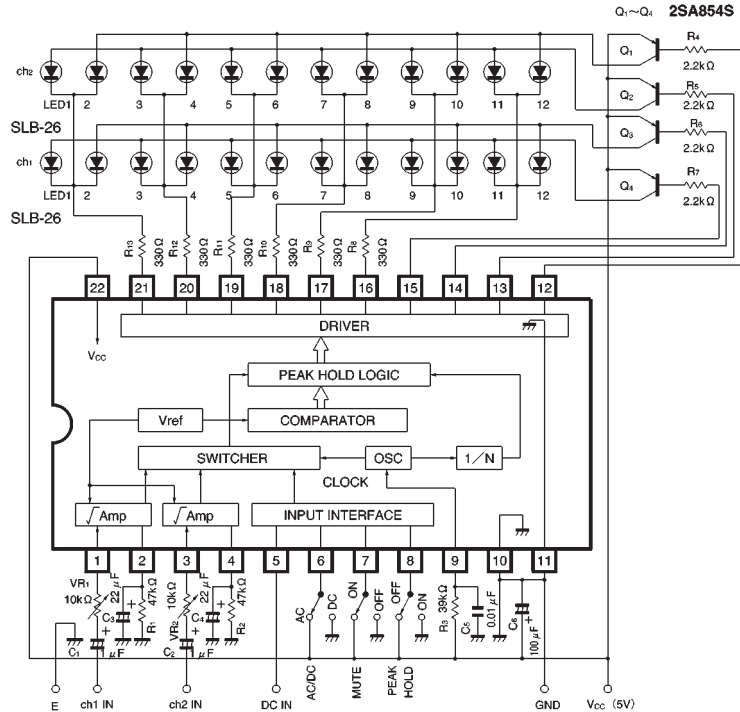 Q1~Q4 2SA854S
Q1 R4 2.2kΩ
ch2
LED1 2 3 4 5 6 7 8 9 10 11 12
Q2 R5 2.2kΩ
SLB-26
Q3 R6 2.2kΩ
ch1
LED1 2 3 4 5 6 7 8 9 10 11 12
Q4 R7 2.2kΩ
SLB-26
R13 330Ω R12 330Ω R11 330Ω R10 330Ω R9 330Ω R8 330Ω
22 21 20 19 18 17 16 15 14 13 12
DRIVER
Vcc
PEAK HOLD LOGIC
Vref COMPARATOR
SWITCHER OSC 1/N
CLOCK
√Amp √Amp INPUT INTERFACE
1 2 3 4 5 6 7 8 9 10 11
VR1 10kΩ C3 22μF + 47kΩ R1
10kΩ VR2 C4 22μF + 47kΩ R2
AC DC ON OFF OFF ON
R3 39kΩ C5 0.01μF C6 100μF +
C1 + 1μF C2 + 1μF
AC/DC MUTE PEAK HOLD
E ch1 IN ch2 IN DC IN GND Vcc (5V)